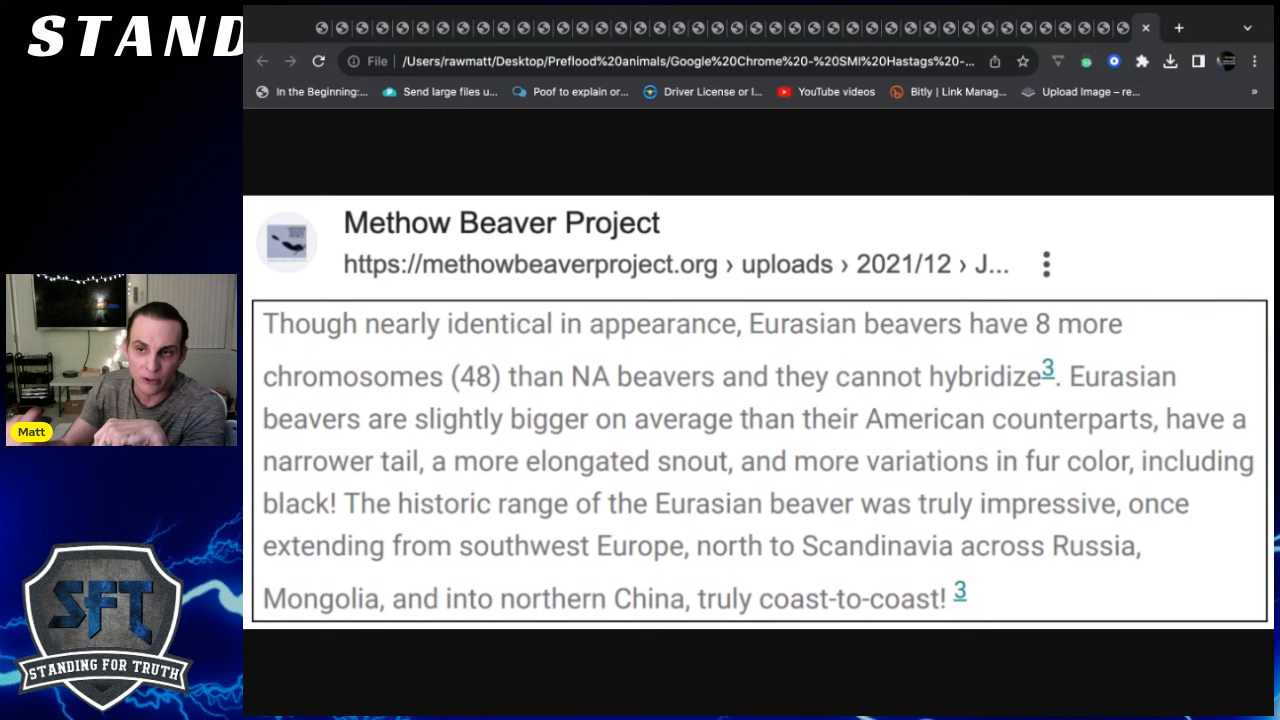 STAND
File
/Users/rawmatt/Desktop/Preflood%20animals/Google%20Chrome%20-%20SMI%20Hastags%20-...
In the Beginning:... Send large files u... Poof to explain or... Driver License or I... YouTube videos Bitly | Link Manag... Upload Image – re... »
Methow Beaver Project
https://methowbeaverproject.org › uploads › 2021/12 › J...
Though nearly identical in appearance, Eurasian beavers have 8 more
chromosomes (48) than NA beavers and they cannot hybridize3. Eurasian
beavers are slightly bigger on average than their American counterparts, have a
narrower tail, a more elongated snout, and more variations in fur color, including
black! The historic range of the Eurasian beaver was truly impressive, once
extending from southwest Europe, north to Scandinavia across Russia,
Mongolia, and into northern China, truly coast-to-coast! 3
Matt
SFT
STANDING FOR TRUTH